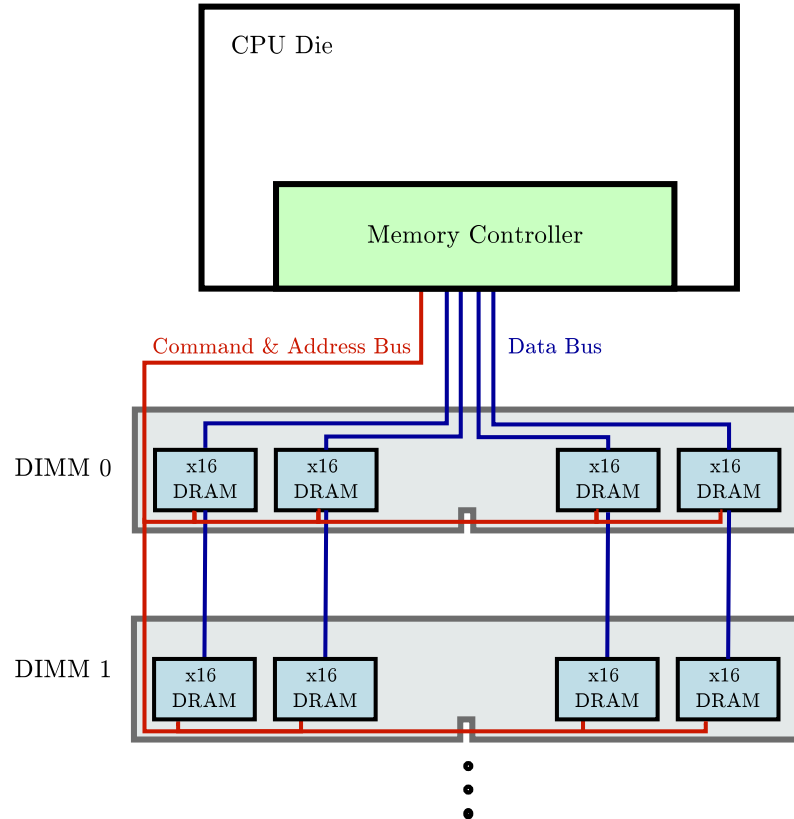 CPU Die
Memory Controller
Command & Address Bus
Data Bus
DIMM 0
x16
DRAM
x16
DRAM
x16
DRAM
x16
DRAM
DIMM 1
x16
DRAM
x16
DRAM
x16
DRAM
x16
DRAM